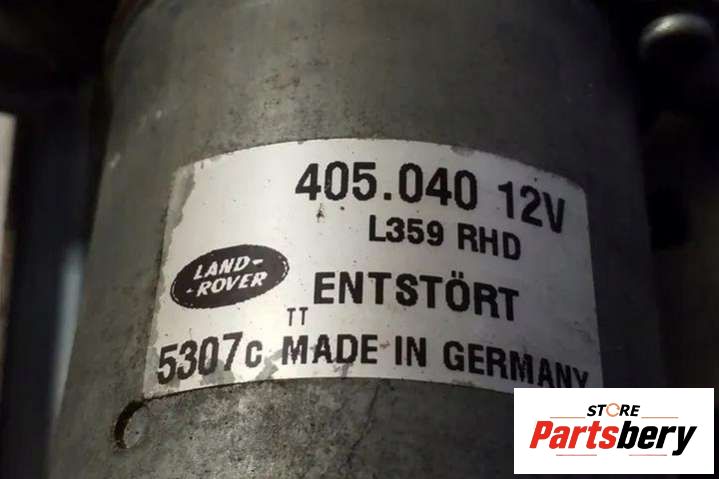 405.040 12V
L359 RHD
LAND-
-ROVER
ENTSTÖRT
TT
5307c MADE IN GERMANY
STORE
Partsbery